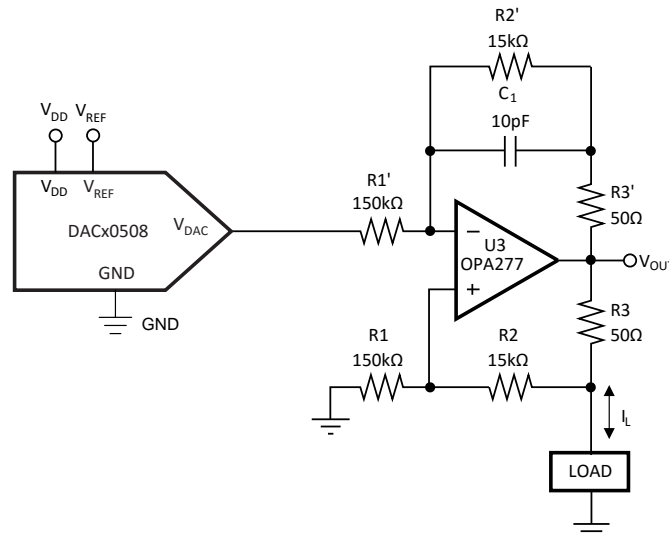 R2'
15kΩ
C1
10pF
VDD VREF
VDD VREF
DACx0508
VDAC
GND
GND
R1'
150kΩ
R3'
50Ω
U3
OPA277
VOUT
R3
50Ω
R1
150kΩ
R2
15kΩ
IL
LOAD